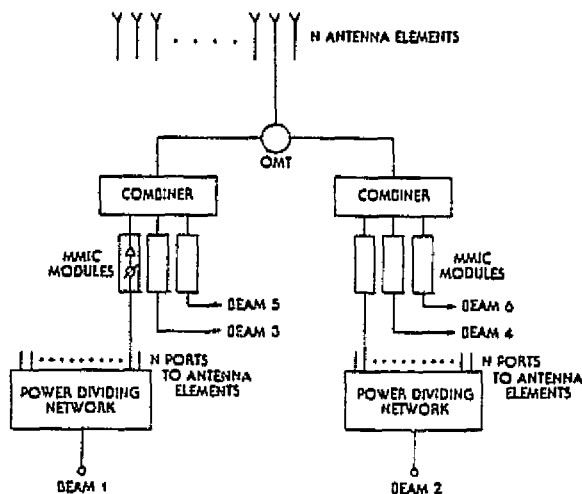 N ANTENNA ELEMENTS
OMT
COMBINER
COMBINER
MMIC
MODULES
MMIC
MODULES
BEAM 5
BEAM 3
BEAM 6
BEAM 4
N PORTS
TO ANTENNA
ELEMENTS
N PORTS
TO ANTENNA
ELEMENTS
POWER DIVIDING
NETWORK
POWER DIVIDING
NETWORK
BEAM 1
BEAM 2